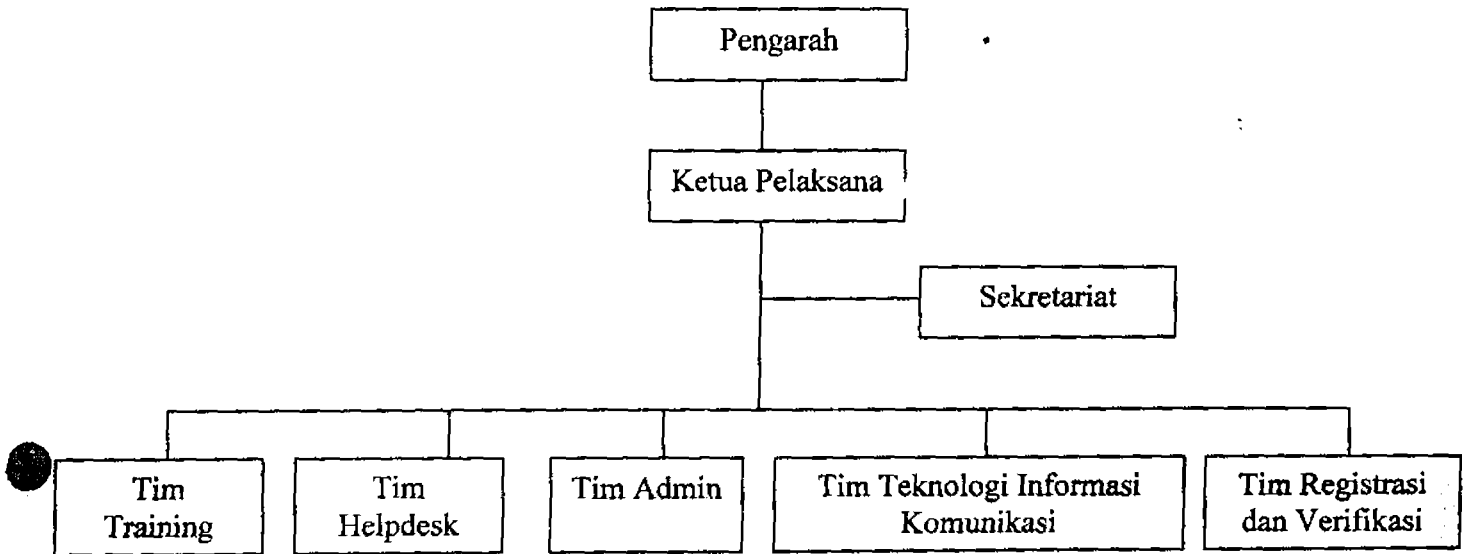 Pengarah
Ketua Pelaksana
Sekretariat
Tim
Training
Tim
Helpdesk
Tim Admin
Tim Teknologi Informasi
Komunikasi
Tim Registrasi
dan Verifikasi